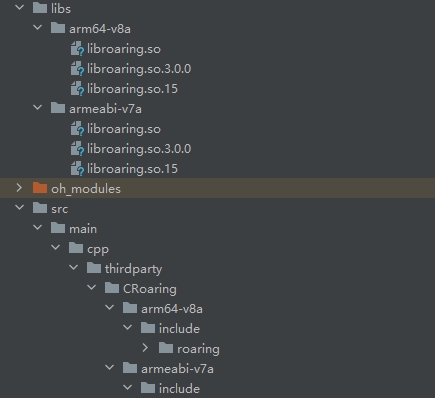 libs
arm64-v8a
libroaring.so
libroaring.so.3.0.0
libroaring.so.15
armeabi-v7a
libroaring.so
libroaring.so.3.0.0
libroaring.so.15
oh_modules
src
main
cpp
thirdparty
CRoaring
arm64-v8a
include
roaring
armeabi-v7a
include